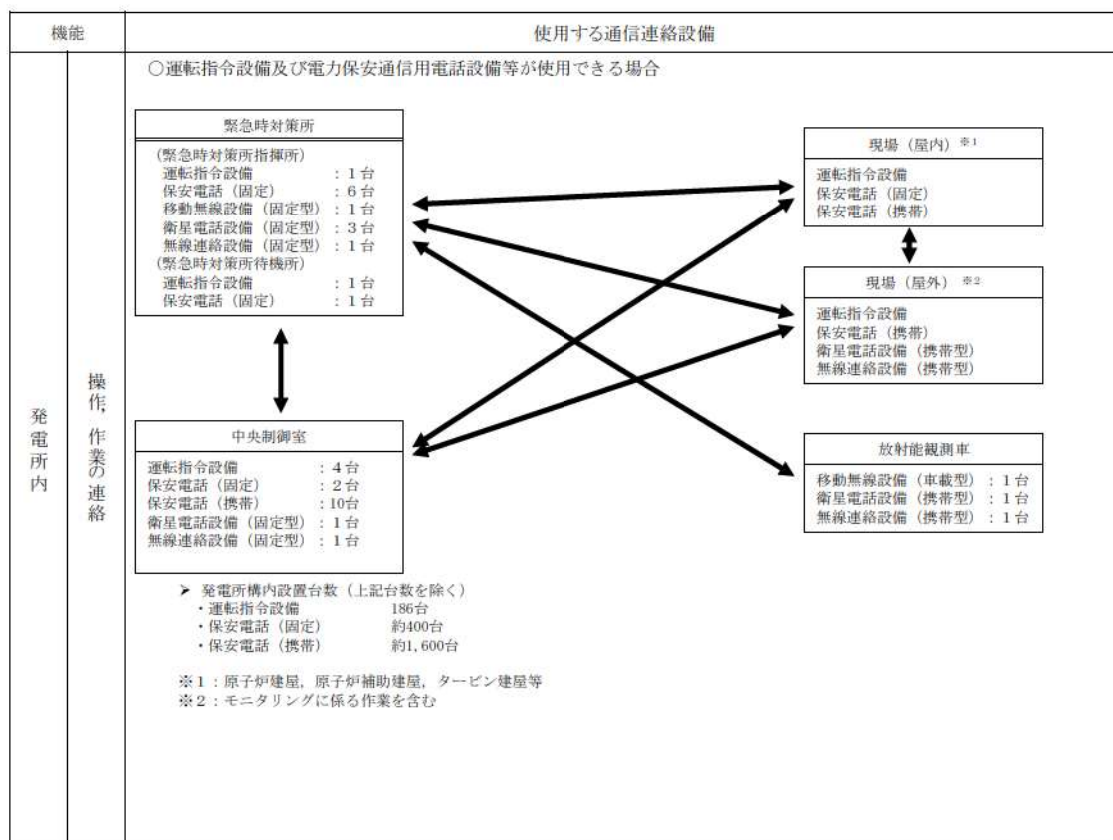 機能
使用する通信連絡設備
発電所内
操作，作業の連絡
○運転指令設備及び電力保安通信用電話設備等が使用できる場合
緊急時対策所
(緊急時対策所指揮所)
運転指令設備 : 1台
保安電話(固定) : 6台
移動無線設備(固定型) : 1台
衛星電話設備(固定型) : 3台
無線連絡設備(固定型) : 1台
(緊急時対策所待機所)
運転指令設備 : 1台
保安電話(固定) : 1台
現場(屋内) ※1
運転指令設備
保安電話(固定)
保安電話(携帯)
現場(屋外) ※2
運転指令設備
保安電話(携帯)
衛星電話設備(携帯型)
無線連絡設備(携帯型)
中央制御室
運転指令設備 : 4台
保安電話(固定) : 2台
保安電話(携帯) : 10台
衛星電話設備(固定型) : 1台
無線連絡設備(固定型) : 1台
放射能観測車
移動無線設備(車載型) : 1台
衛星電話設備(携帯型) : 1台
無線連絡設備(携帯型) : 1台
➤ 発電所構内設置台数(上記台数を除く)
・運転指令設備 186台
・保安電話(固定) 約400台
・保安電話(携帯) 約1,600台
※1:原子炉建屋，原子炉補助建屋，タービン建屋等
※2:モニタリングに係る作業を含む